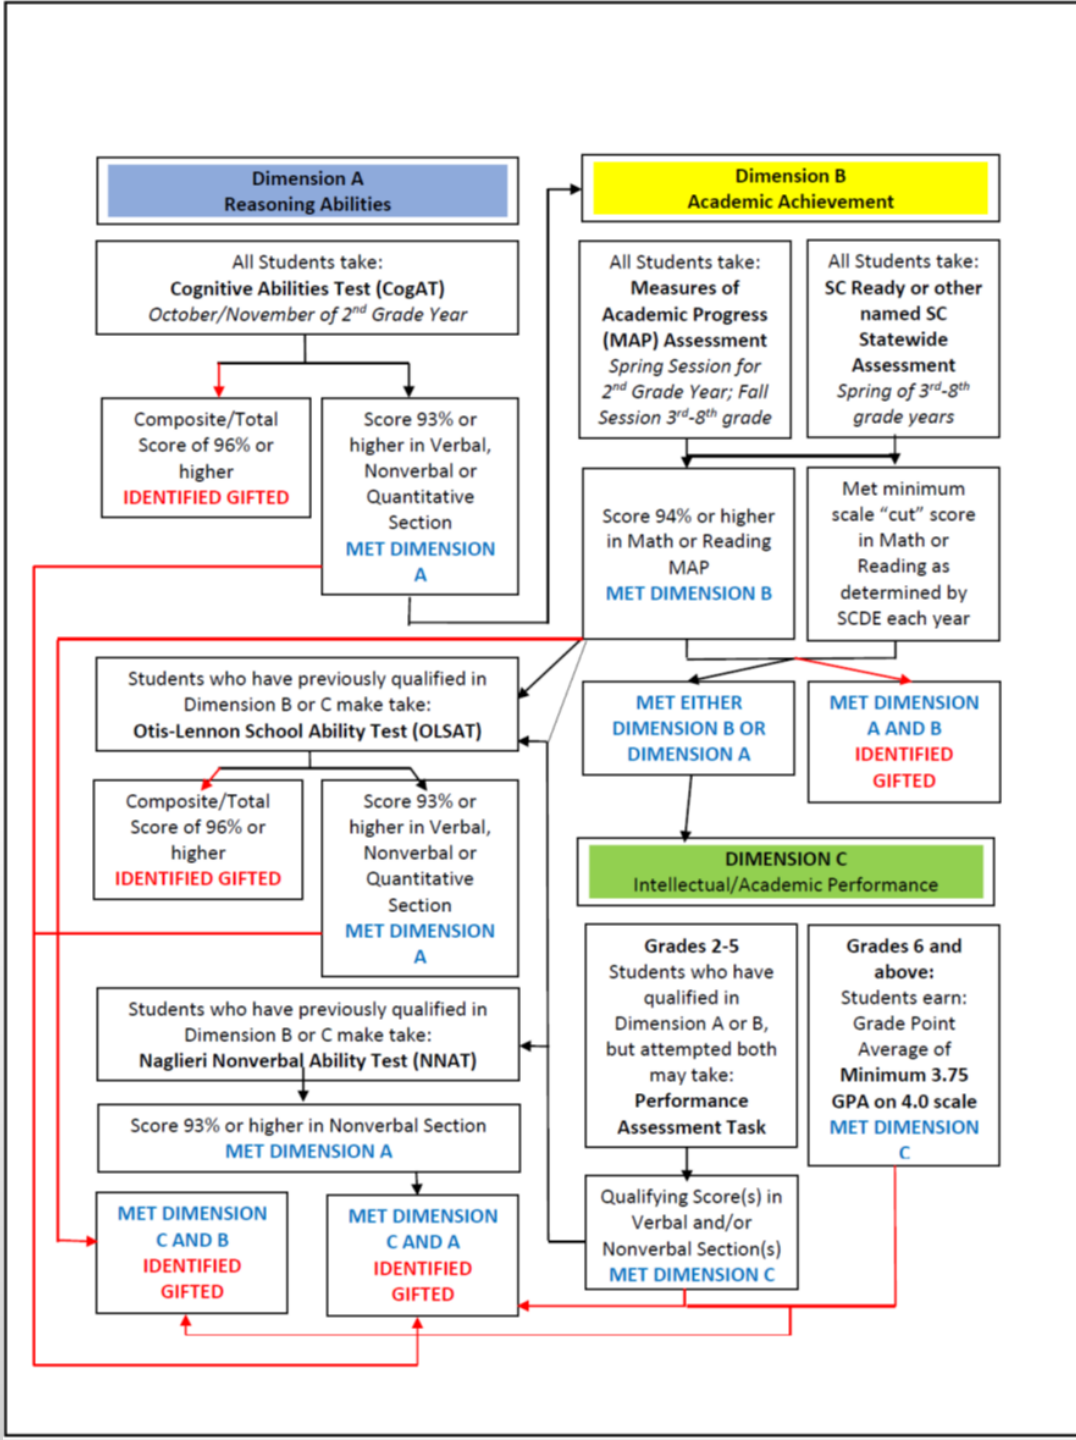 Dimension A
Reasoning Abilities
Dimension B
Academic Achievement
All Students take:
Cognitive Abilities Test (CogAT)
October/November of 2nd Grade Year
Composite/Total
Score of 96% or
higher
IDENTIFIED GIFTED
Score 93% or
higher in Verbal,
Nonverbal or
Quantitative
Section
MET DIMENSION
A
All Students take:
Measures of
Academic Progress
(MAP) Assessment
Spring Session for
2nd Grade Year; Fall
Session 3rd-8th grade
All Students take:
SC Ready or other
named SC
Statewide
Assessment
Spring of 3rd-8th
grade years
Score 94% or higher
in Math or Reading
MAP
MET DIMENSION B
Met minimum
scale “cut” score
in Math or
Reading as
determined by
SCDE each year
Students who have previously qualified in
Dimension B or C make take:
Otis-Lennon School Ability Test (OLSAT)
MET EITHER
DIMENSION B OR
DIMENSION A
MET DIMENSION
A AND B
IDENTIFIED
GIFTED
Composite/Total
Score of 96% or
higher
IDENTIFIED GIFTED
Score 93% or
higher in Verbal,
Nonverbal or
Quantitative
Section
MET DIMENSION
A
DIMENSION C
Intellectual/Academic Performance
Grades 2-5
Students who have
qualified in
Dimension A or B,
but attempted both
may take:
Performance
Assessment Task
Grades 6 and
above:
Students earn:
Grade Point
Average of
Minimum 3.75
GPA on 4.0 scale
MET DIMENSION
C
Students who have previously qualified in
Dimension B or C make take:
Naglieri Nonverbal Ability Test (NNAT)
Score 93% or higher in Nonverbal Section
MET DIMENSION A
Qualifying Score(s) in
Verbal and/or
Nonverbal Section(s)
MET DIMENSION C
MET DIMENSION
C AND B
IDENTIFIED
GIFTED
MET DIMENSION
C AND A
IDENTIFIED
GIFTED